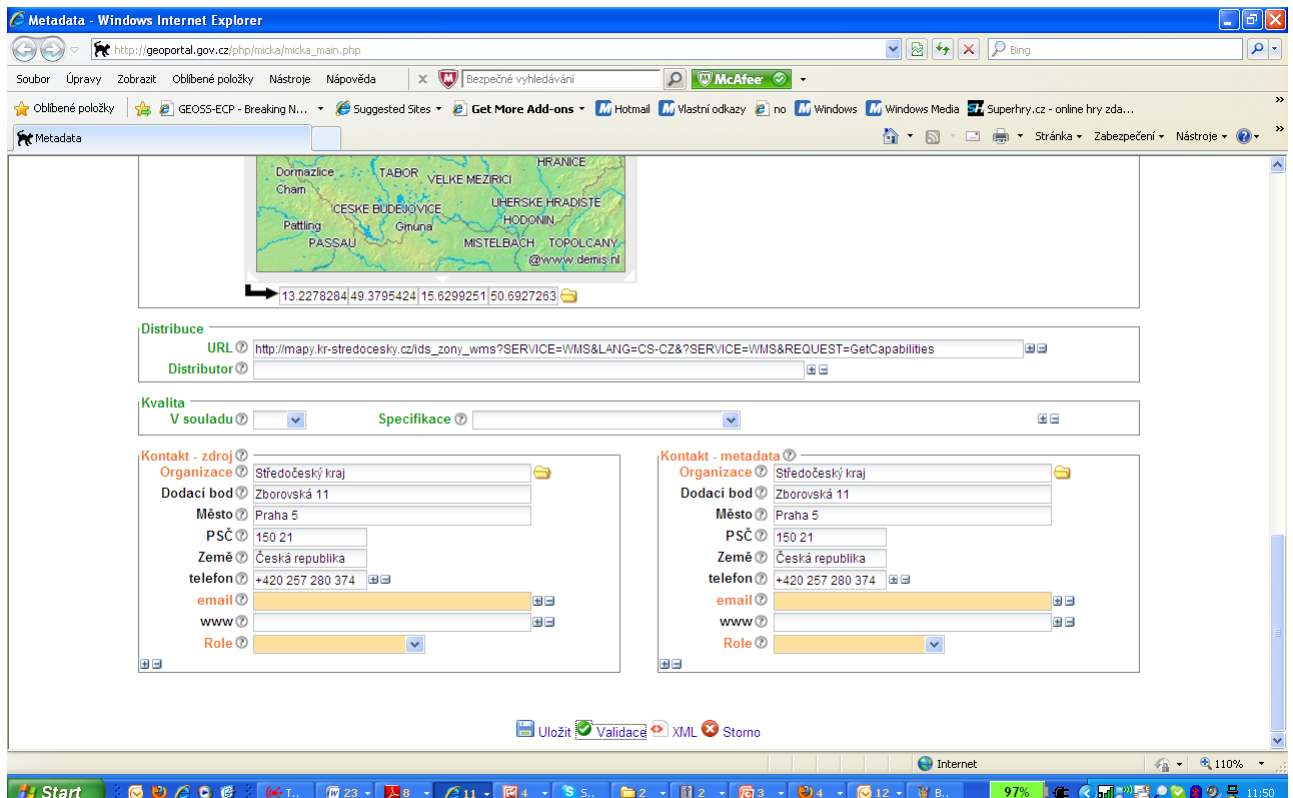 Metadata - Windows Internet Explorer
http://geoportal.gov.cz/php/micka/micka_main.php
Bing
Soubor Úpravy Zobrazit Oblíbené položky Nástroje Nápověda
x Bezpečné vyhledávání McAfee
Oblíbené položky GEOSS-ECP - Breaking N... Suggested Sites Get More Add-ons Hotmail Vlastní odkazy no Windows Windows Media Superhry.cz - online hry zda... »
Metadata Stránka Zabezpečení Nástroje »
HRANICE
Dormazlice TABOR VELKE MEZIRICI
Cham
CESKE BUDEJOVICE UHERSKE HRADISTE
Pattling Gmuna HODONIN
PASSAU MISTELBACH TOPOLCANY
@www.demis.nl
13.2278284 49.3795424 15.6299251 50.6927263
Distribuce
URL http://mapy.kr-stredocesky.cz/ids_zony_wms?SERVICE=WMS&LANG=CS-CZ&?SERVICE=WMS&REQUEST=GetCapabilities
Distributor
Kvalita
V souladu Specifikace
Kontakt - zdroj
Organizace Středočeský kraj
Dodací bod Zborovská 11
Město Praha 5
PSČ 150 21
Země Česká republika
telefon +420 257 280 374
email
www
Role
Kontakt - metadata
Organizace Středočeský kraj
Dodací bod Zborovská 11
Město Praha 5
PSČ 150 21
Země Česká republika
telefon +420 257 280 374
email
www
Role
Uložit Validace XML Storno
Internet 110%
Start T.. 23 8 11 4 S.. 2 2 3 4 12 B.. 97% 11:50